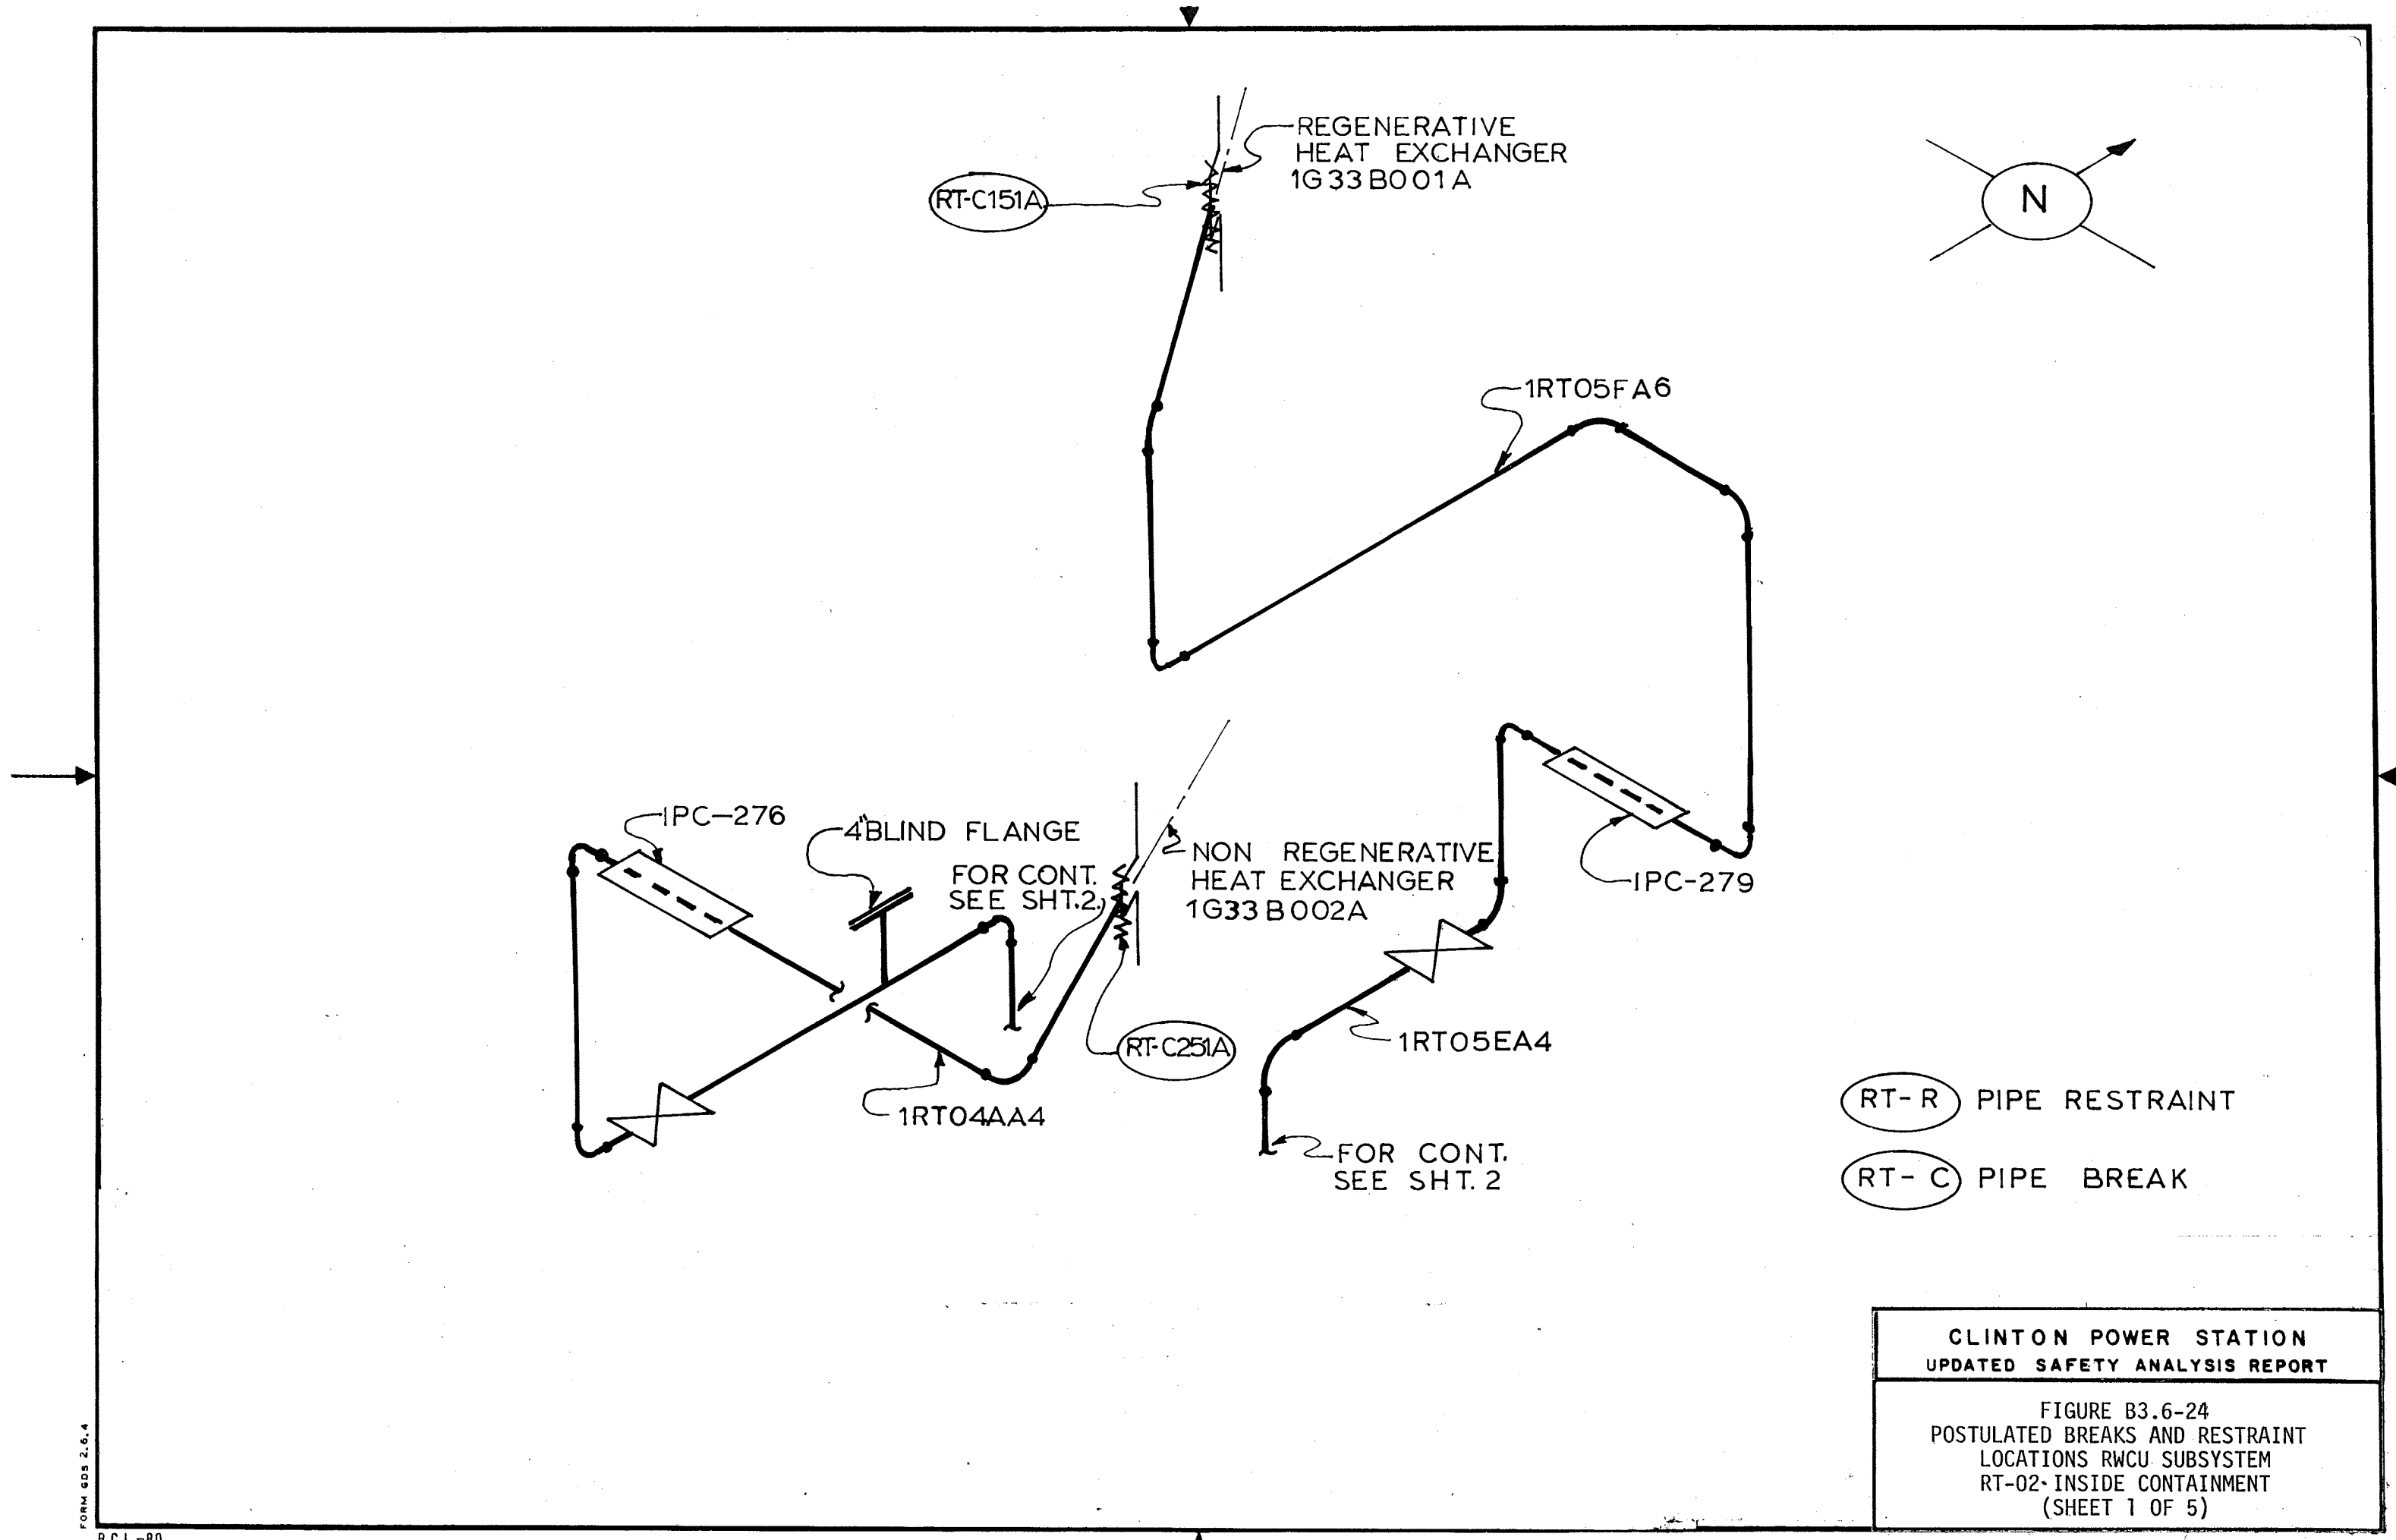 REGENERATIVE
HEAT EXCHANGER
1G33B001A
RT-C151A
N
1RT05FA6
1PC-276
4"BLIND FLANGE
FOR CONT.
SEE SHT.2.
NON REGENERATIVE
HEAT EXCHANGER
1G33B002A
1PC-279
RT-C251A
1RT05EA4
1RT04AA4
FOR CONT.
SEE SHT. 2
RT-R PIPE RESTRAINT
RT-C PIPE BREAK
CLINTON POWER STATION
UPDATED SAFETY ANALYSIS REPORT
FIGURE B3.6-24
POSTULATED BREAKS AND RESTRAINT
LOCATIONS RWCU SUBSYSTEM
RT-02 INSIDE CONTAINMENT
(SHEET 1 OF 5)
FORM GDS 2.6.4